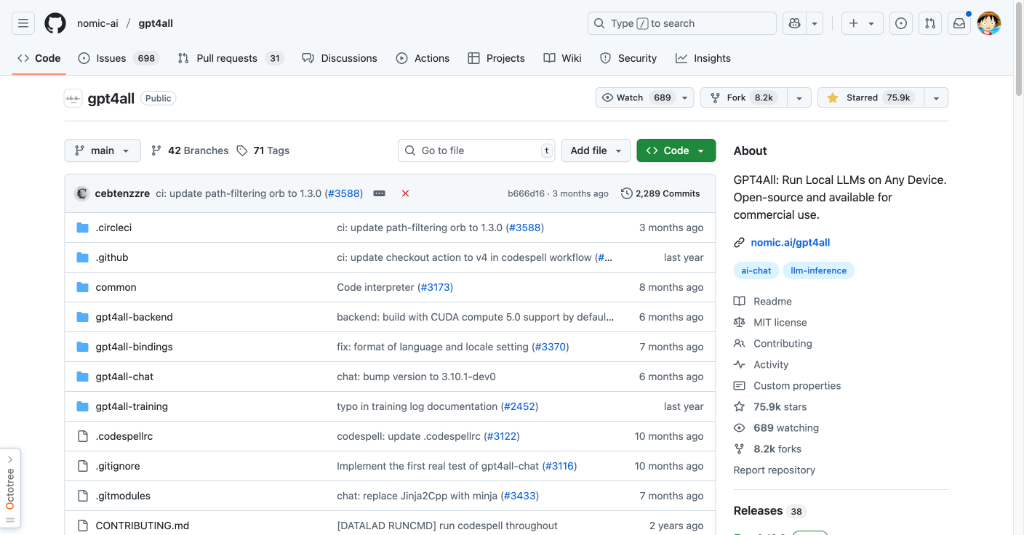 nomic-ai / gpt4all
Type / to search
Code Issues 698 Pull requests 31 Discussions Actions Projects Wiki Security Insights
gpt4all Public
Watch 689 Fork 8.2k Starred 75.9k
main 42 Branches 71 Tags Go to file t Add file Code
cebtenzzre ci: update path-filtering orb to 1.3.0 (#3588) b666d16 · 3 months ago 2,289 Commits
.circleci ci: update path-filtering orb to 1.3.0 (#3588) 3 months ago
.github ci: update checkout action to v4 in codespell workflow (#... last year
common Code interpreter (#3173) 8 months ago
gpt4all-backend backend: build with CUDA compute 5.0 support by defaul... 6 months ago
gpt4all-bindings fix: format of language and locale setting (#3370) 7 months ago
gpt4all-chat chat: bump version to 3.10.1-dev0 6 months ago
gpt4all-training typo in training log documentation (#2452) last year
.codespellrc codespell: update .codespellrc (#3122) 10 months ago
.gitignore Implement the first real test of gpt4all-chat (#3116) 10 months ago
.gitmodules chat: replace Jinja2Cpp with minja (#3433) 7 months ago
CONTRIBUTING.md [DATALAD RUNCMD] run codespell throughout 2 years ago
About
GPT4All: Run Local LLMs on Any Device.
Open-source and available for
commercial use.
nomic.ai/gpt4all
ai-chat llm-inference
Readme
MIT license
Contributing
Activity
Custom properties
75.9k stars
689 watching
8.2k forks
Report repository
Releases 38
Octotree